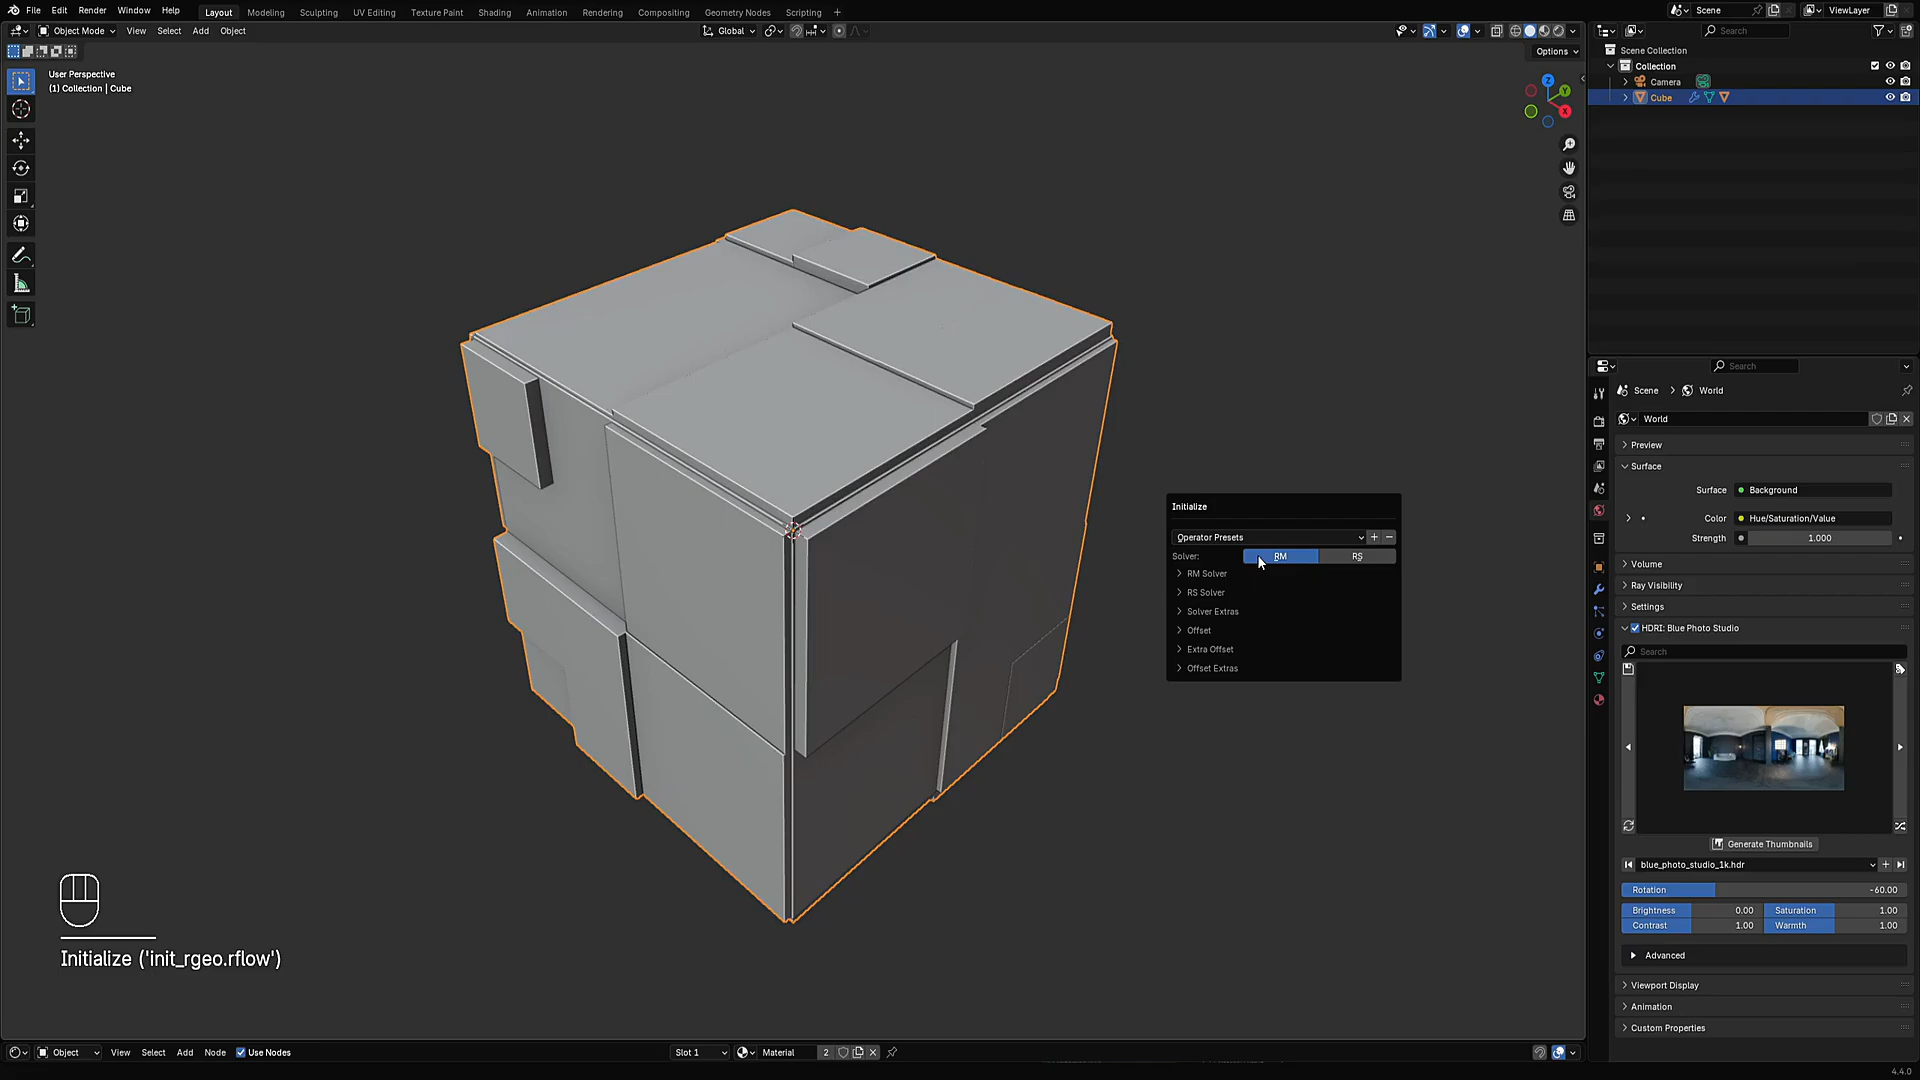 File Edit Render Window Help
Layout Modeling Sculpting UV Editing Texture Paint Shading Animation Rendering Compositing Geometry Nodes Scripting +
Scene
ViewLayer
Object Mode View Select Add Object
Global
Search
Options
User Perspective
(1) Collection | Cube
Z
Y
X
Scene Collection
Collection
Camera
Cube
Search
Scene > World
World
Preview
Surface
Surface Background
Color Hue/Saturation/Value
Strength 1.000
Volume
Ray Visibility
Settings
HDRI: Blue Photo Studio
Search
Generate Thumbnails
blue_photo_studio_1k.hdr
Rotation -60.00
Brightness 0.00 Saturation 1.00
Contrast 1.00 Warmth 1.00
Advanced
Viewport Display
Animation
Custom Properties
Initialize
Operator Presets
Solver: RM RS
RM Solver
RS Solver
Solver Extras
Offset
Extra Offset
Offset Extras
Initialize ('init_rgeo.rflow')
Object View Select Add Node Use Nodes
Slot 1
Material 2
4.4.0